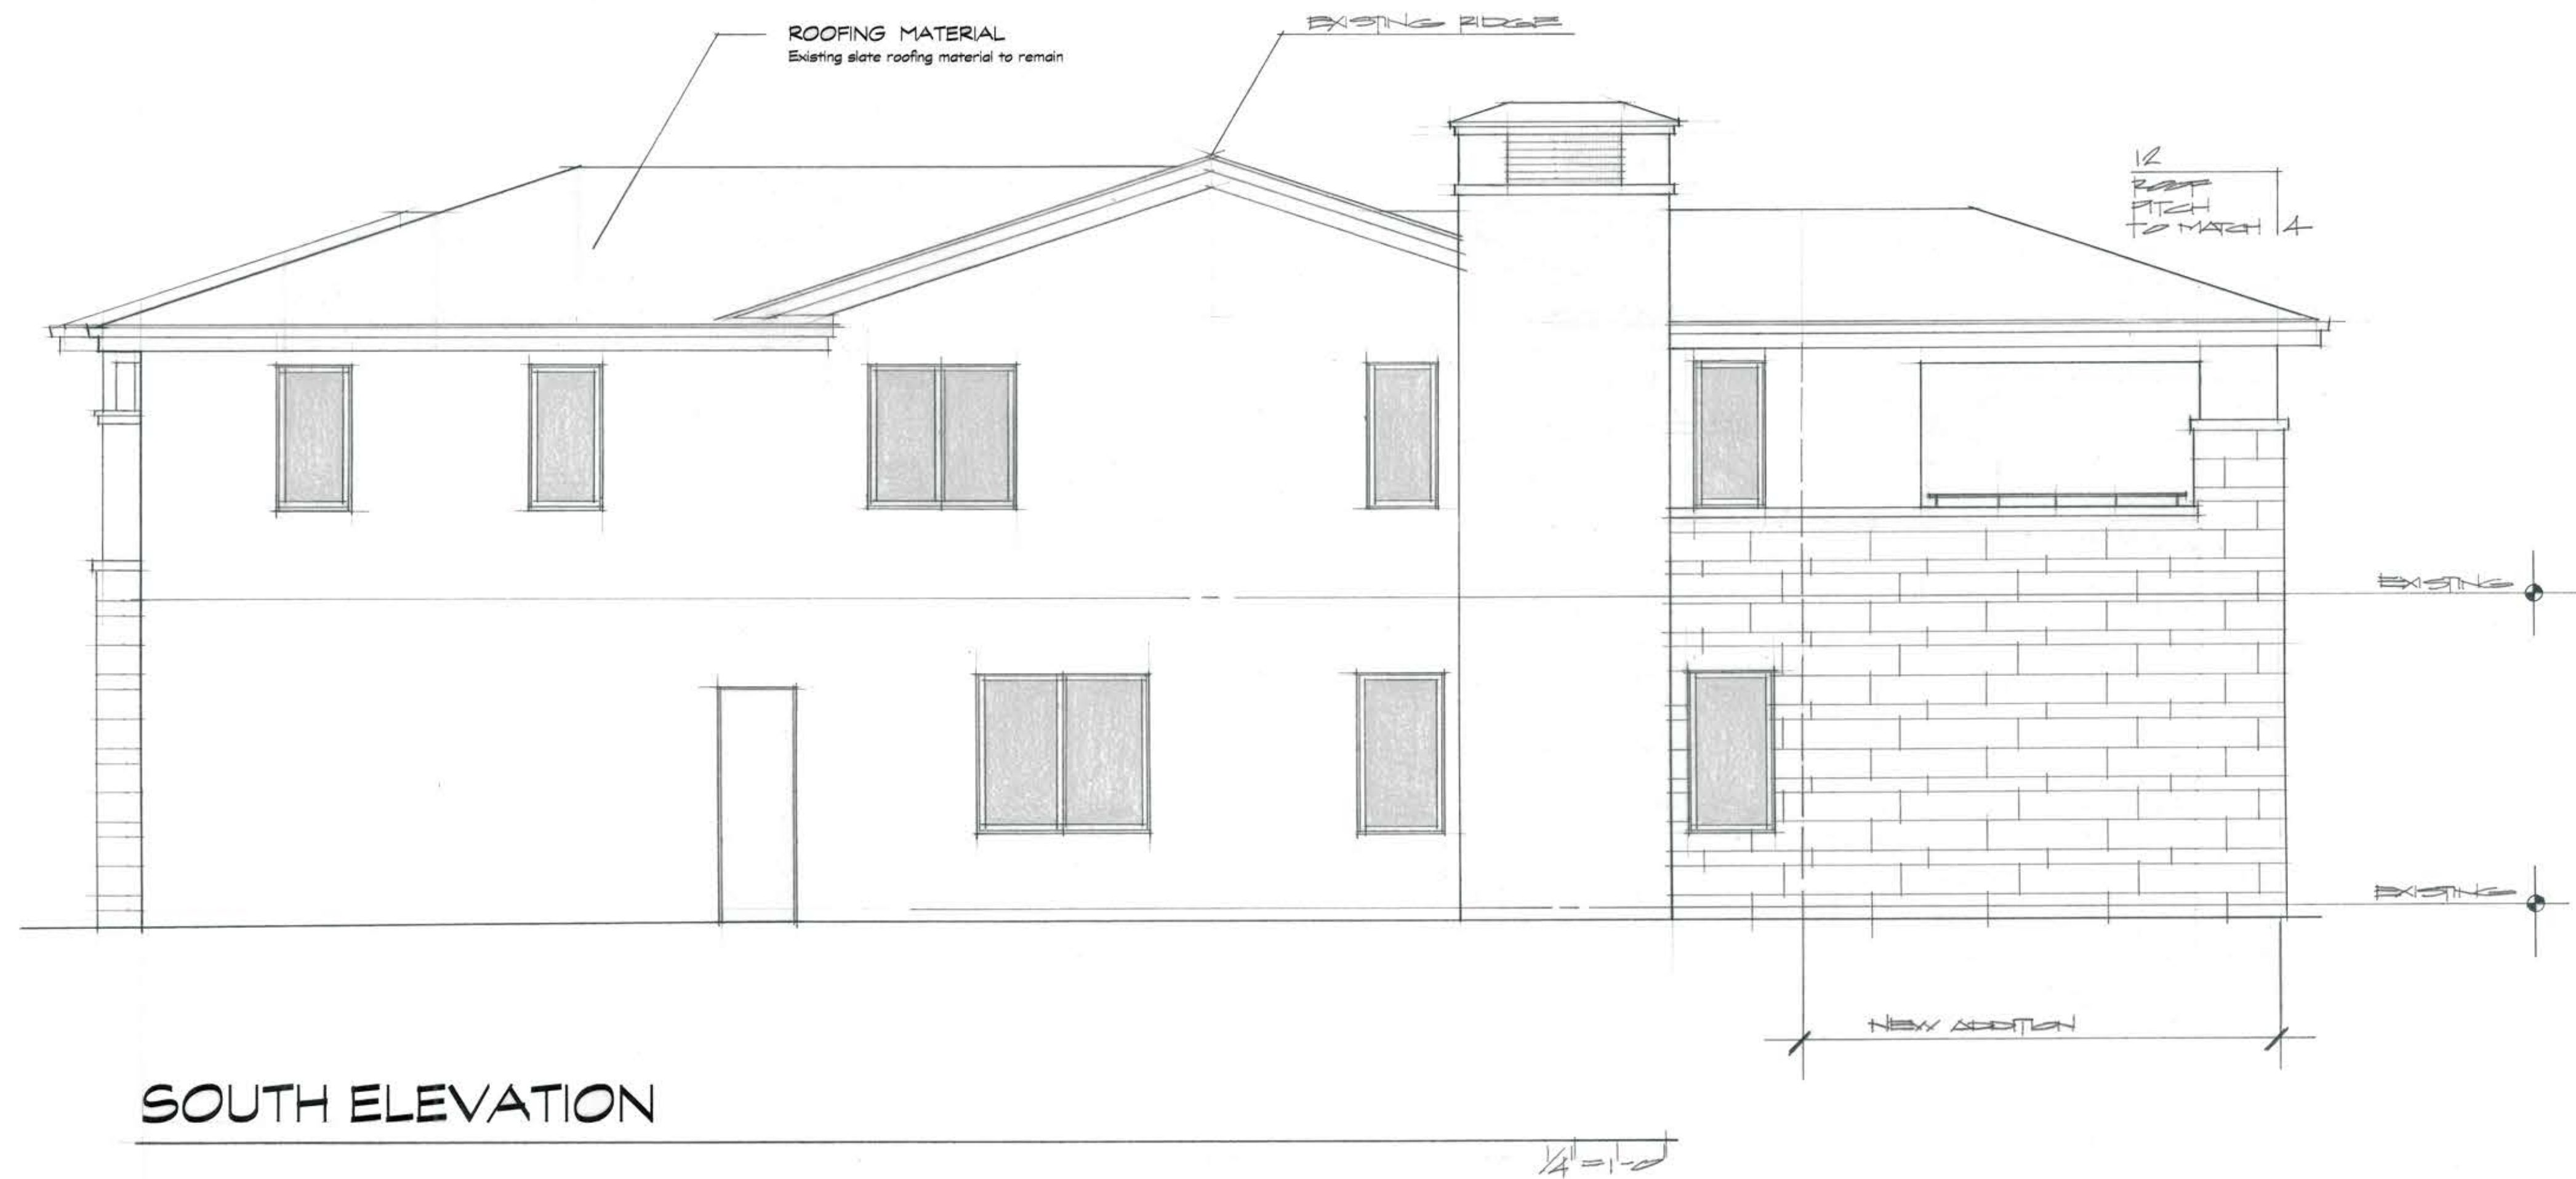 ROOFING MATERIAL
Existing slate roofing material to remain
EXISTING RIDGE
12
ROOF
PITCH
TO MATCH 4
EXISTING
EXISTING
NEW ADDITION
SOUTH ELEVATION
1/4" = 1'-0"